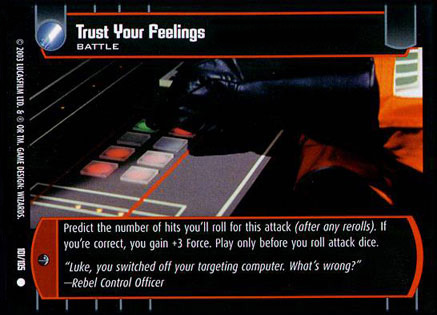 Trust Your Feelings
BATTLE
© 2003 LUCASFILM LTD. & ® OR TM. GAME DESIGN: WIZARDS.
101/105
Predict the number of hits you'll roll for this attack (after any rerolls). If
you're correct, you gain +3 Force. Play only before you roll attack dice.
"Luke, you switched off your targeting computer. What's wrong?"
—Rebel Control Officer